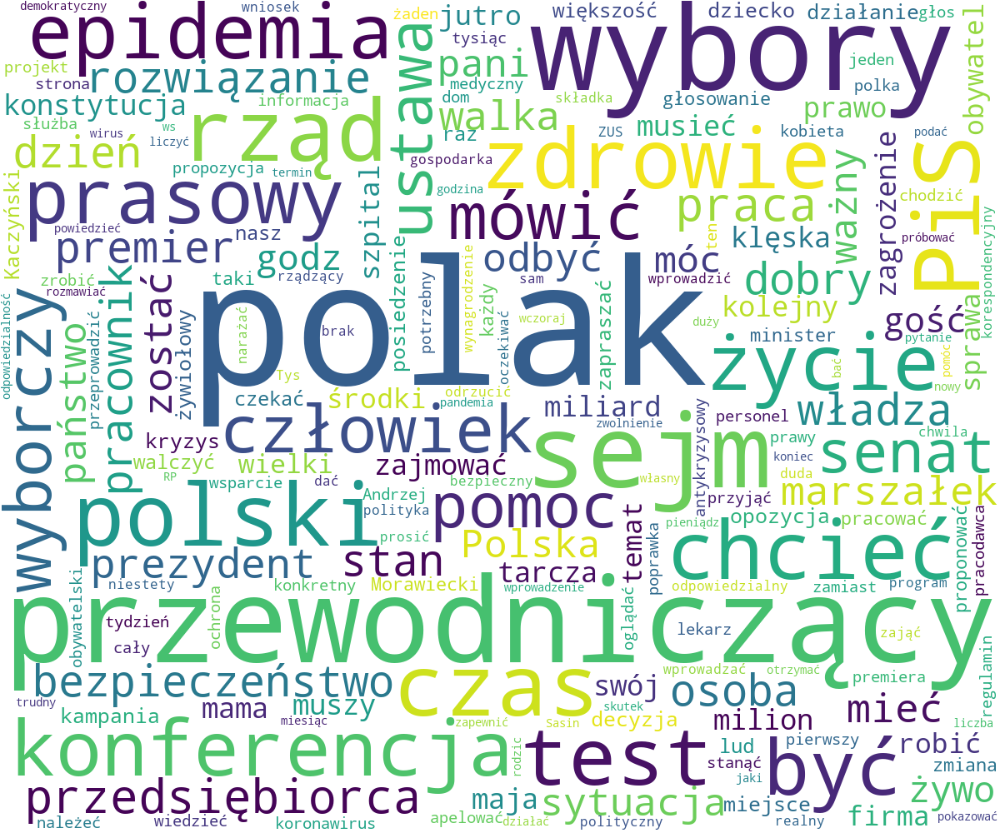 demokratyczny
wniosek
epidemia
żaden
jutro
większość
dziecko
działanie
głos
tysiąc
wybory
projekt
rozwiązanie
strona
ustawa
pani
jeden
obywatel
medyczny
polka
konstytucja
informacja
rząd
dom
składka
głosowanie
prawo
walka
służba
ws
wirus
liczyć
raz
ZUS
musieć
kobieta
podać
dzień
gospodarka
zdrowie
zagrożenie
PiS
propozycja
termin
szpital
godzina
ważny
prasowy
Kaczyński
mówić
praca
chodzić
korespondencyjny
powiedzieć
nasz
premier
godz
posiedzenie
wynagrodzenie
odbyć
móc
ten
klęska
próbować
zrobić
taki
rządzący
potrzebny
sam
wprowadzić
dobry
rozmawiać
odpowiedzialność
wyborczy
pracownik
zostać
polak
każdy
zapraszać
kolejny
gość
sprawa
państwo
przeprowadzić
żywiołowy
narażać
brak
oczekiwać
wczoraj
duży
minister
pytanie
życie
bać
pomóc
nowy
Tys
czekać
środki
odrzucić
pandemia
miliard
zwolnienie
antykryzysowy
personel
władza
człowiek
sejm
kryzys
prawy
chwila
walczyć
wielki
zajmować
koniec
senat
RP
wsparcie
dać
bezpieczny
własny
duda
polski
Andrzej
polityka
pomoc
przyjąć
marszałek
pieniądz
opozycja
pracować
prosić
Polska
temat
poprawka
chcieć
proponować
pracodawca
prezydent
stan
tarcza
obywatelski
niestety
konkretny
Morawiecki
wprowadzenie
oglądać
odpowiedzialny
zamiast
program
przewodniczący
tydzień
ochrona
cały
lekarz
zająć
regulamin
bezpieczeństwo
czas
wprowadzać
otrzymać
premiera
swój
osoba
trudny
kampania
mama
muszy
skutek
miesiąc
zapewnić
Sasin
decyzja
milion
mieć
liczba
konferencja
rodzic
test
lud
pierwszy
robić
stanąć
być
zmiana
jaki
żywo
przedsiębiorca
maja
sytuacja
miejsce
należeć
wiedzieć
koronawirus
apelować
działać
polityczny
realny
firma
pokazować